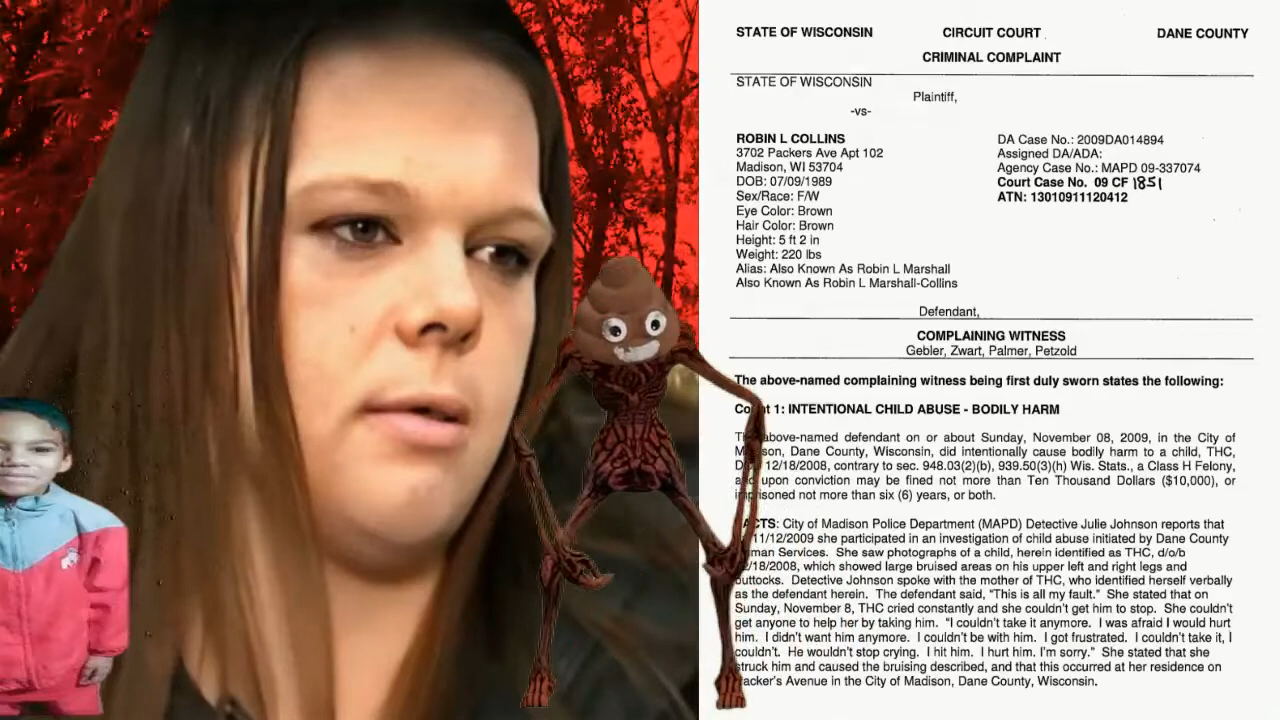 STATE OF WISCONSIN CIRCUIT COURT DANE COUNTY
CRIMINAL COMPLAINT
STATE OF WISCONSIN
Plaintiff,
-vs-
ROBIN L COLLINS
3702 Packers Ave Apt 102
Madison, WI 53704
DOB: 07/09/1989
Sex/Race: F/W
Eye Color: Brown
Hair Color: Brown
Height: 5 ft 2 in
Weight: 220 lbs
Alias: Also Known As Robin L Marshall
Also Known As Robin L Marshall-Collins
DA Case No.: 2009DA014894
Assigned DA/ADA:
Agency Case No.: MAPD 09-337074
Court Case No. 09 CF 1851
ATN: 13010911120412
Defendant,
COMPLAINING WITNESS
Gebler, Zwart, Palmer, Petzold
The above-named complaining witness being first duly sworn states the following:
Count 1: INTENTIONAL CHILD ABUSE - BODILY HARM
The above-named defendant on or about Sunday, November 08, 2009, in the City of
Madison, Dane County, Wisconsin, did intentionally cause bodily harm to a child, THC,
DOB 12/18/2008, contrary to sec. 948.03(2)(b), 939.50(3)(h) Wis. Stats., a Class H Felony,
and upon conviction may be fined not more than Ten Thousand Dollars ($10,000), or
imprisoned not more than six (6) years, or both.
FACTS: City of Madison Police Department (MAPD) Detective Julie Johnson reports that
on 11/12/2009 she participated in an investigation of child abuse initiated by Dane County
Human Services. She saw photographs of a child, herein identified as THC, d/o/b
12/18/2008, which showed large bruised areas on his upper left and right legs and
buttocks. Detective Johnson spoke with the mother of THC, who identified herself verbally
as the defendant herein. The defendant said, "This is all my fault." She stated that on
Sunday, November 8, THC cried constantly and she couldn't get him to stop. She couldn't
get anyone to help her by taking him. "I couldn't take it anymore. I was afraid I would hurt
him. I didn't want him anymore. I couldn't be with him. I got frustrated. I couldn't take it, I
couldn't. He wouldn't stop crying. I hit him. I hurt him. I'm sorry." She stated that she
struck him and caused the bruising described, and that this occurred at her residence on
Packer's Avenue in the City of Madison, Dane County, Wisconsin.